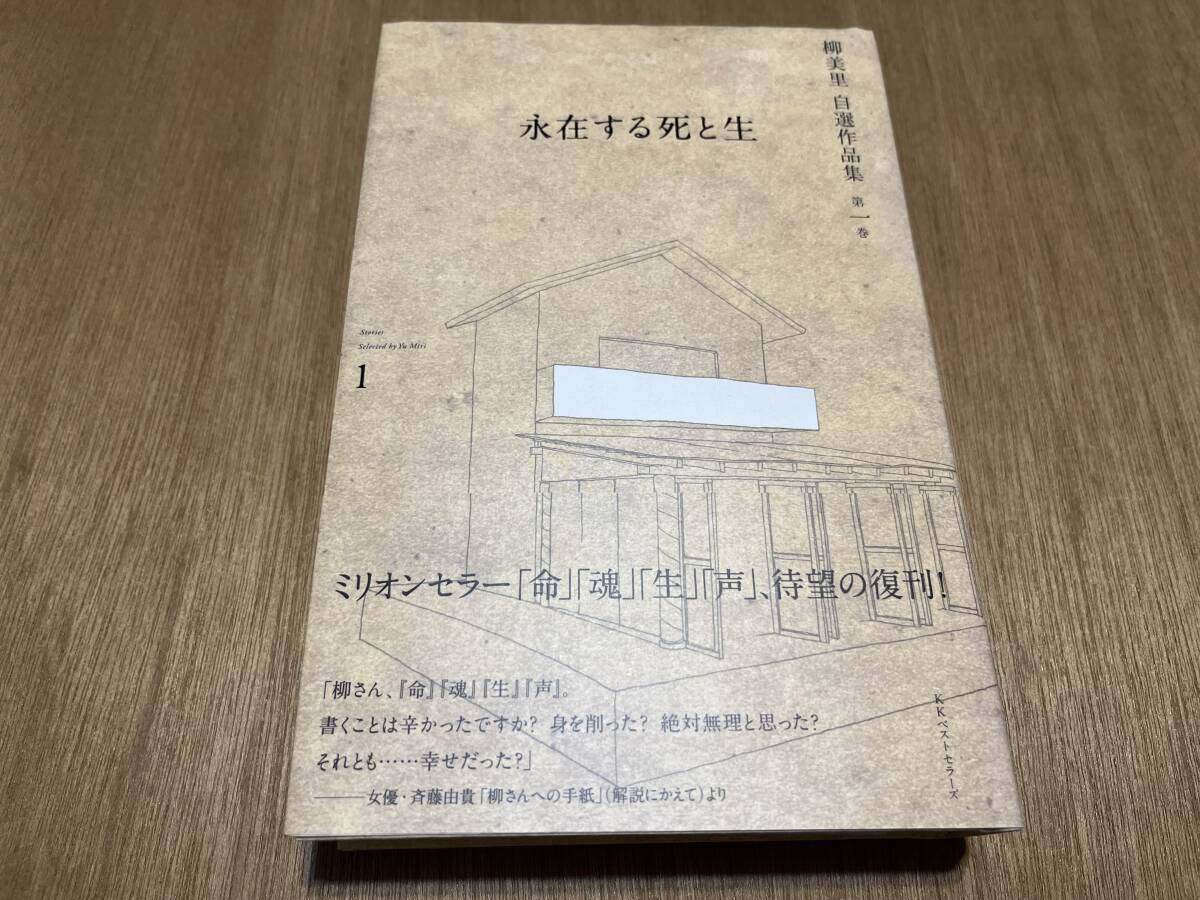 柳美里 自選作品集 第一巻
永在する死と生
Stories
Selected by Yu Miri
1
ミリオンセラー「命」「魂」「生」「声」、待望の復刊！
「柳さん、『命』『魂』『生』『声』。
書くことは辛かったですか? 身を削った? 絶対無理と思った?
それとも……幸せだった?」
――女優・斉藤由貴「柳さんへの手紙」（解説にかえて）より
KKベストセラーズ